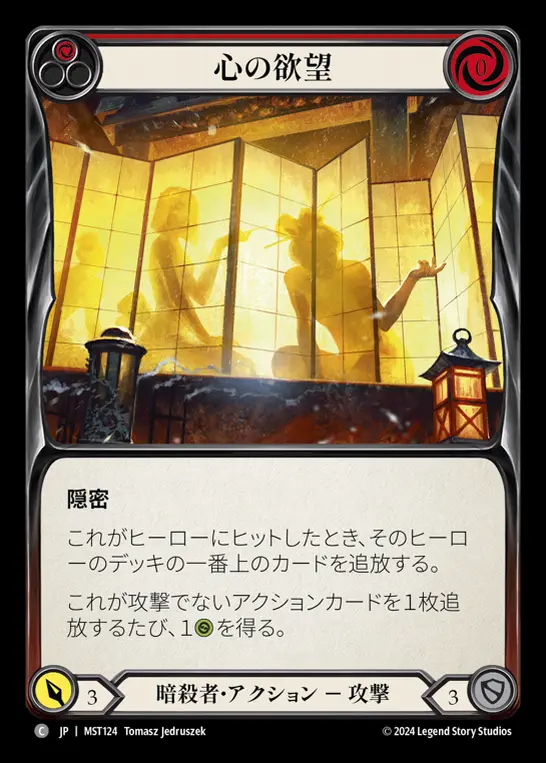 心の欲望
0
隠密
これがヒーローにヒットしたとき、そのヒーロ
ーのデッキの一番上のカードを追放する。
これが攻撃でないアクションカードを1枚追
放するたび、1を得る。
3
暗殺者・アクション － 攻撃
3
C JP | MST124 Tomasz Jedruszek
© 2024 Legend Story Studios